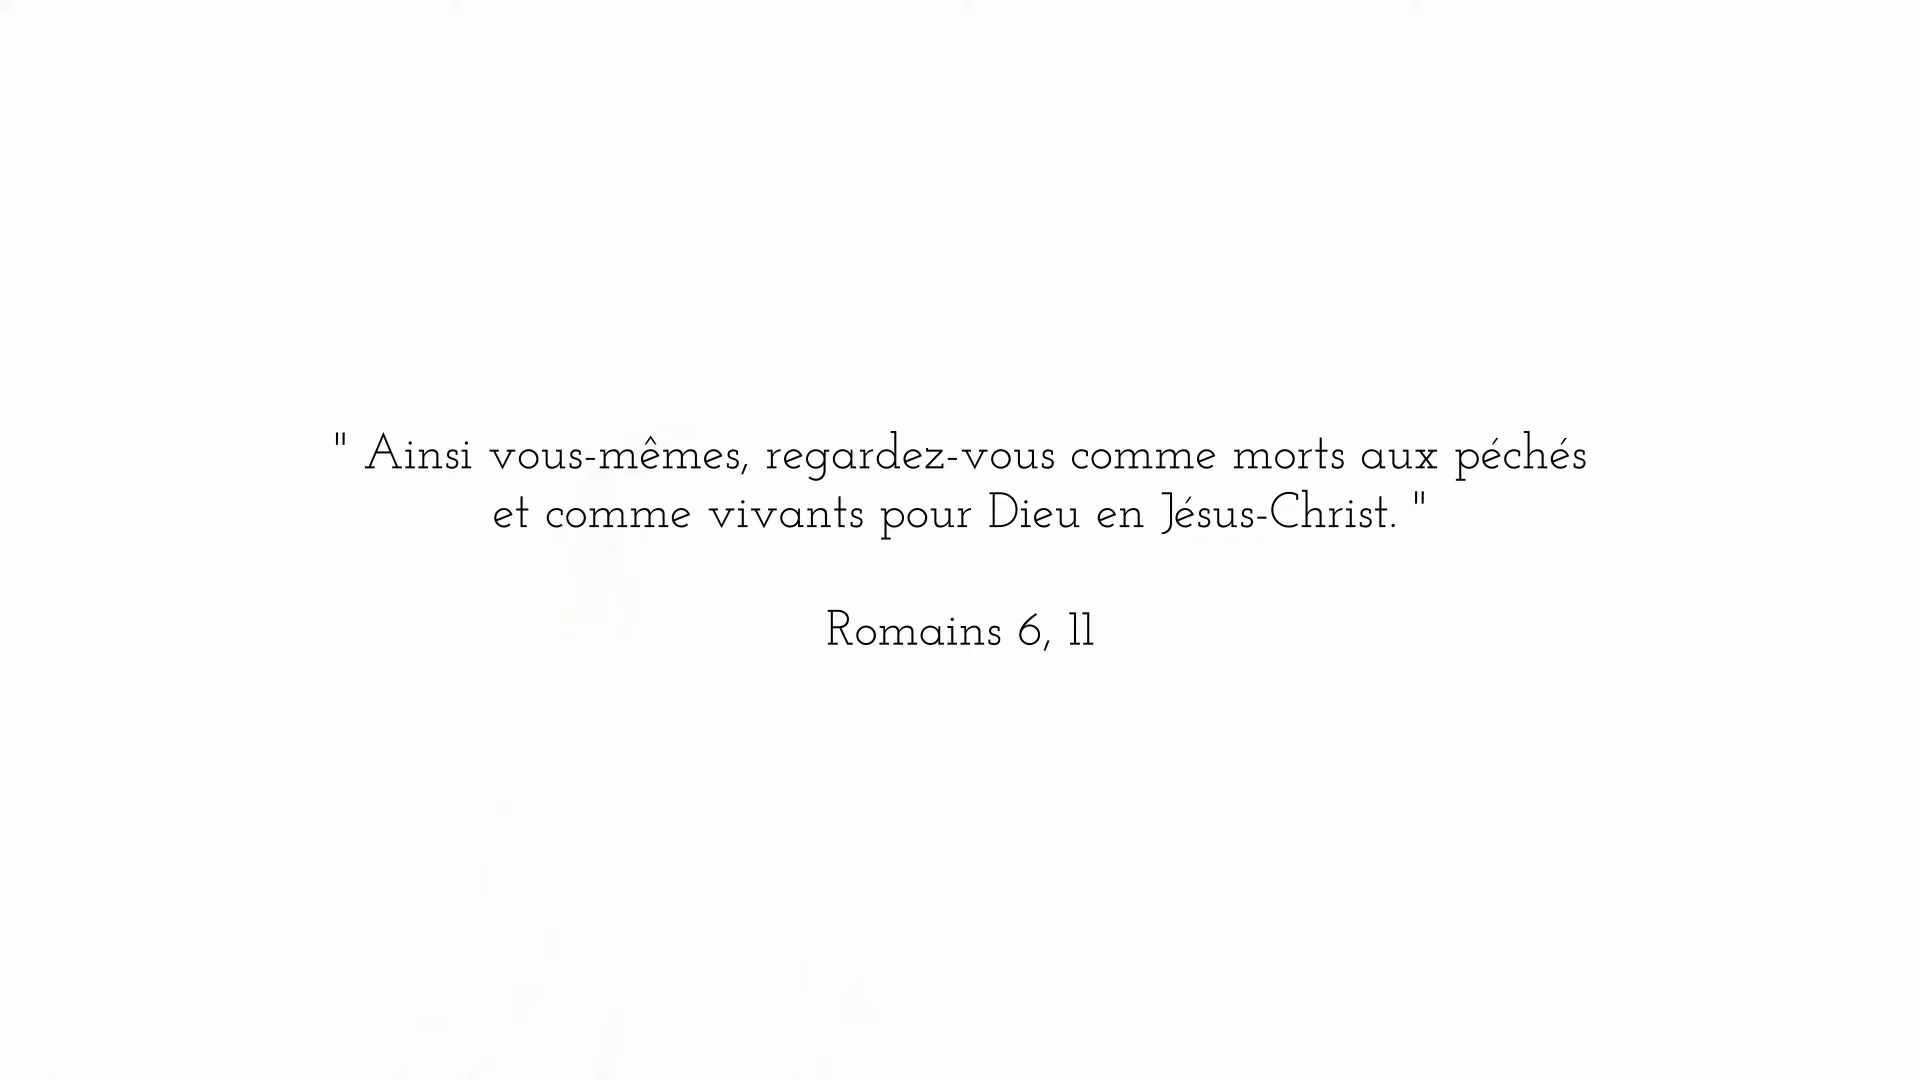 " Ainsi vous-mêmes, regardez-vous comme morts aux péchés
et comme vivants pour Dieu en Jésus-Christ. "
Romains 6, 11